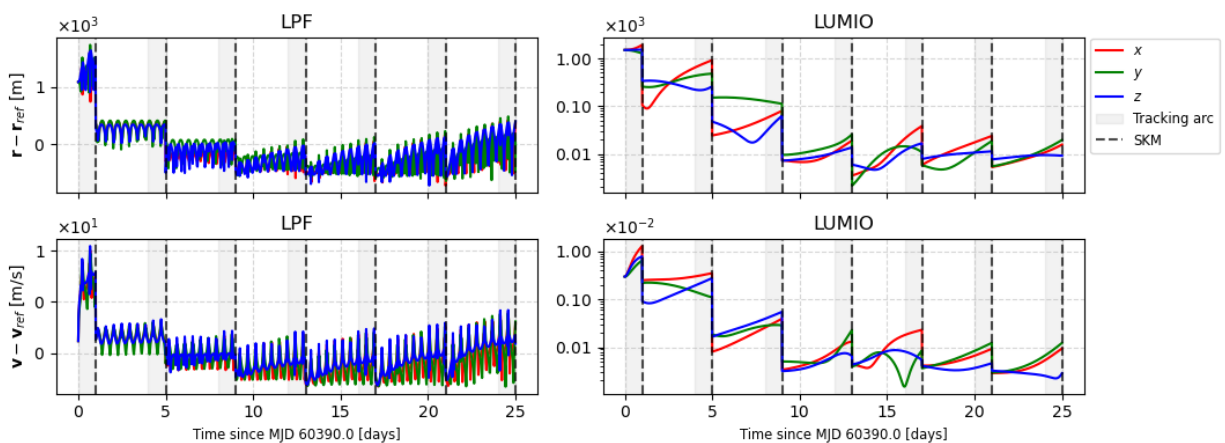 LPF
×10³
r − r_ref [m]
1
0
LUMIO
×10³
1.00
0.10
0.01
x
y
z
Tracking arc
SKM
LPF
×10¹
v − v_ref [m/s]
1
0
0
0 5 10 15 20 25
Time since MJD 60390.0 [days]
LUMIO
×10⁻²
1.00
0.10
0.01
0 5 10 15 20 25
Time since MJD 60390.0 [days]